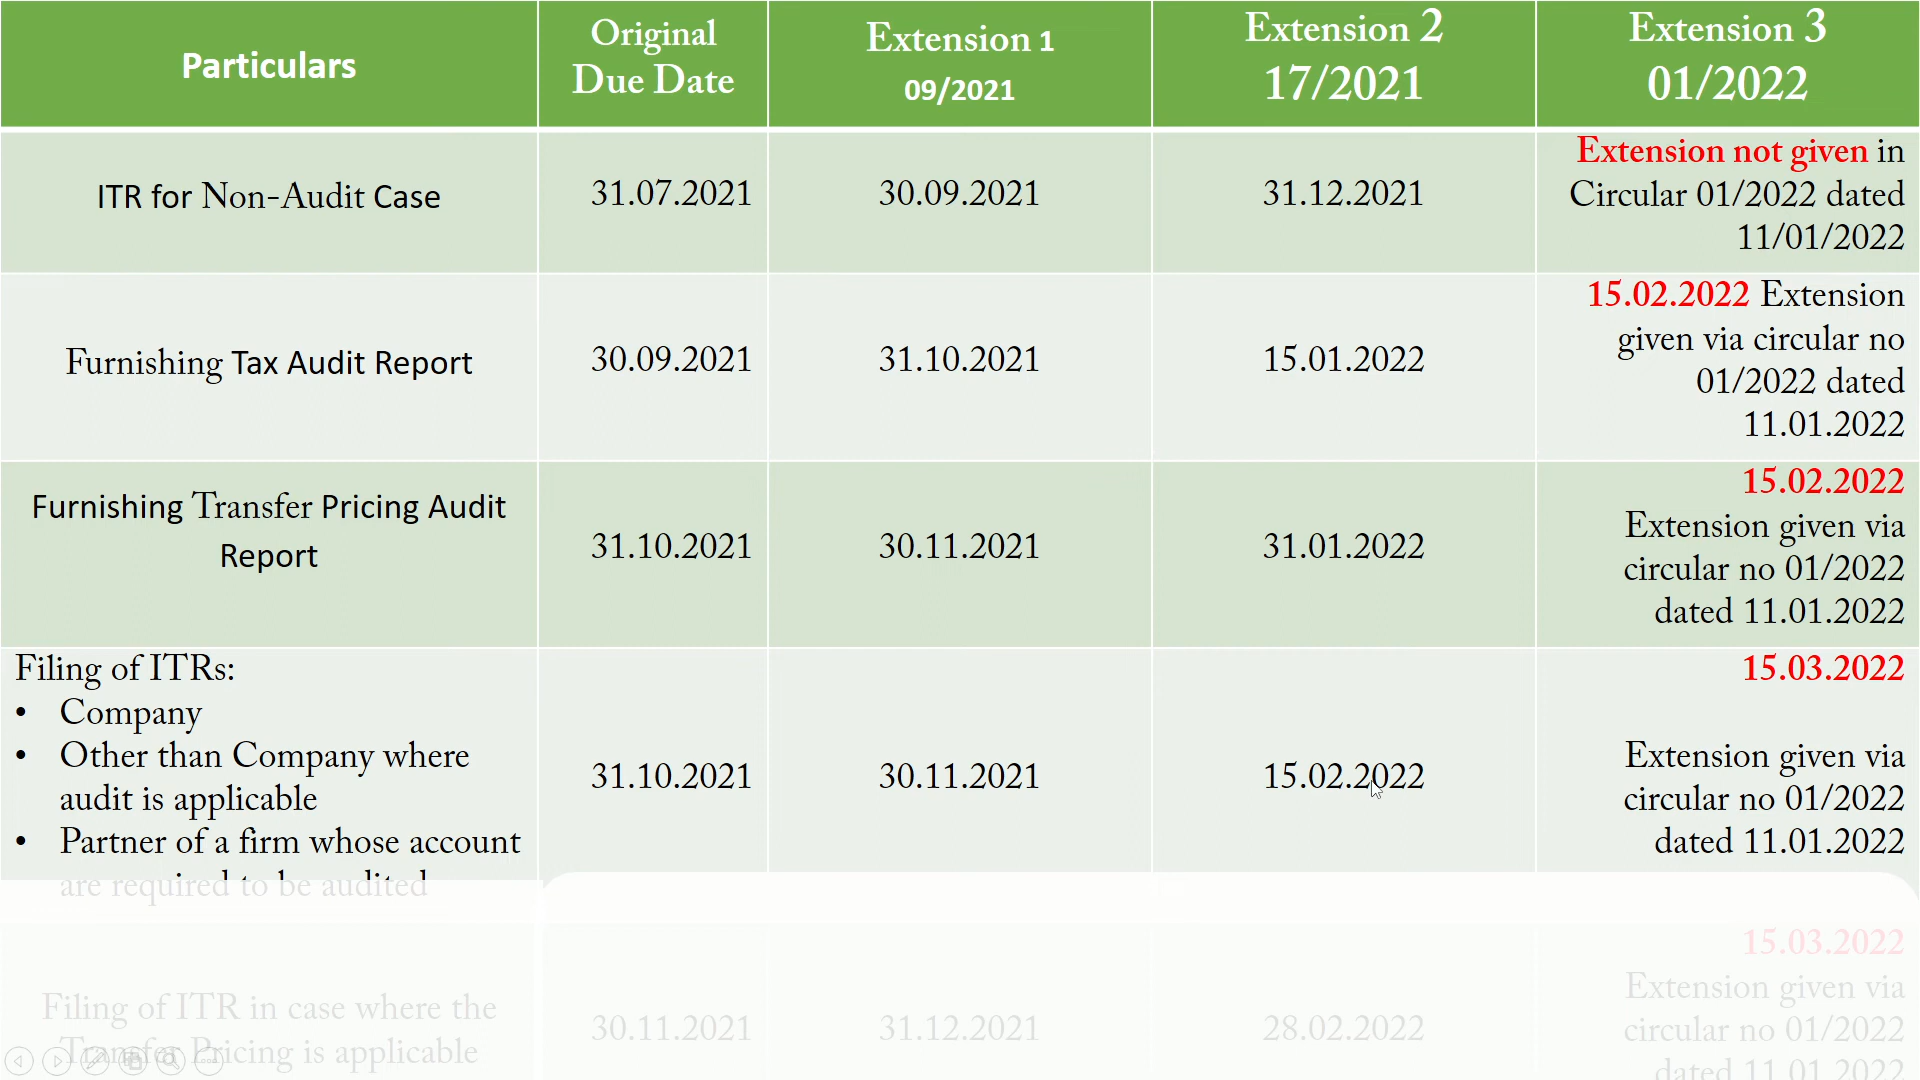 Particulars
Original
Due Date
Extension 1
09/2021
Extension 2
17/2021
Extension 3
01/2022
ITR for Non-Audit Case
31.07.2021
30.09.2021
31.12.2021
Extension not given in
Circular 01/2022 dated
11/01/2022
Furnishing Tax Audit Report
30.09.2021
31.10.2021
15.01.2022
15.02.2022 Extension
given via circular no
01/2022 dated
11.01.2022
Furnishing Transfer Pricing Audit
Report
31.10.2021
30.11.2021
31.01.2022
15.02.2022
Extension given via
circular no 01/2022
dated 11.01.2022
Filing of ITRs:
• Company
• Other than Company where
audit is applicable
• Partner of a firm whose account
are required to be audited
31.10.2021
30.11.2021
15.02.2022
15.03.2022
Extension given via
circular no 01/2022
dated 11.01.2022
Filing of ITR in case where the
Transfer Pricing is applicable
30.11.2021
31.12.2021
28.02.2022
15.03.2022
Extension given via
circular no 01/2022
dated 11.01.2022